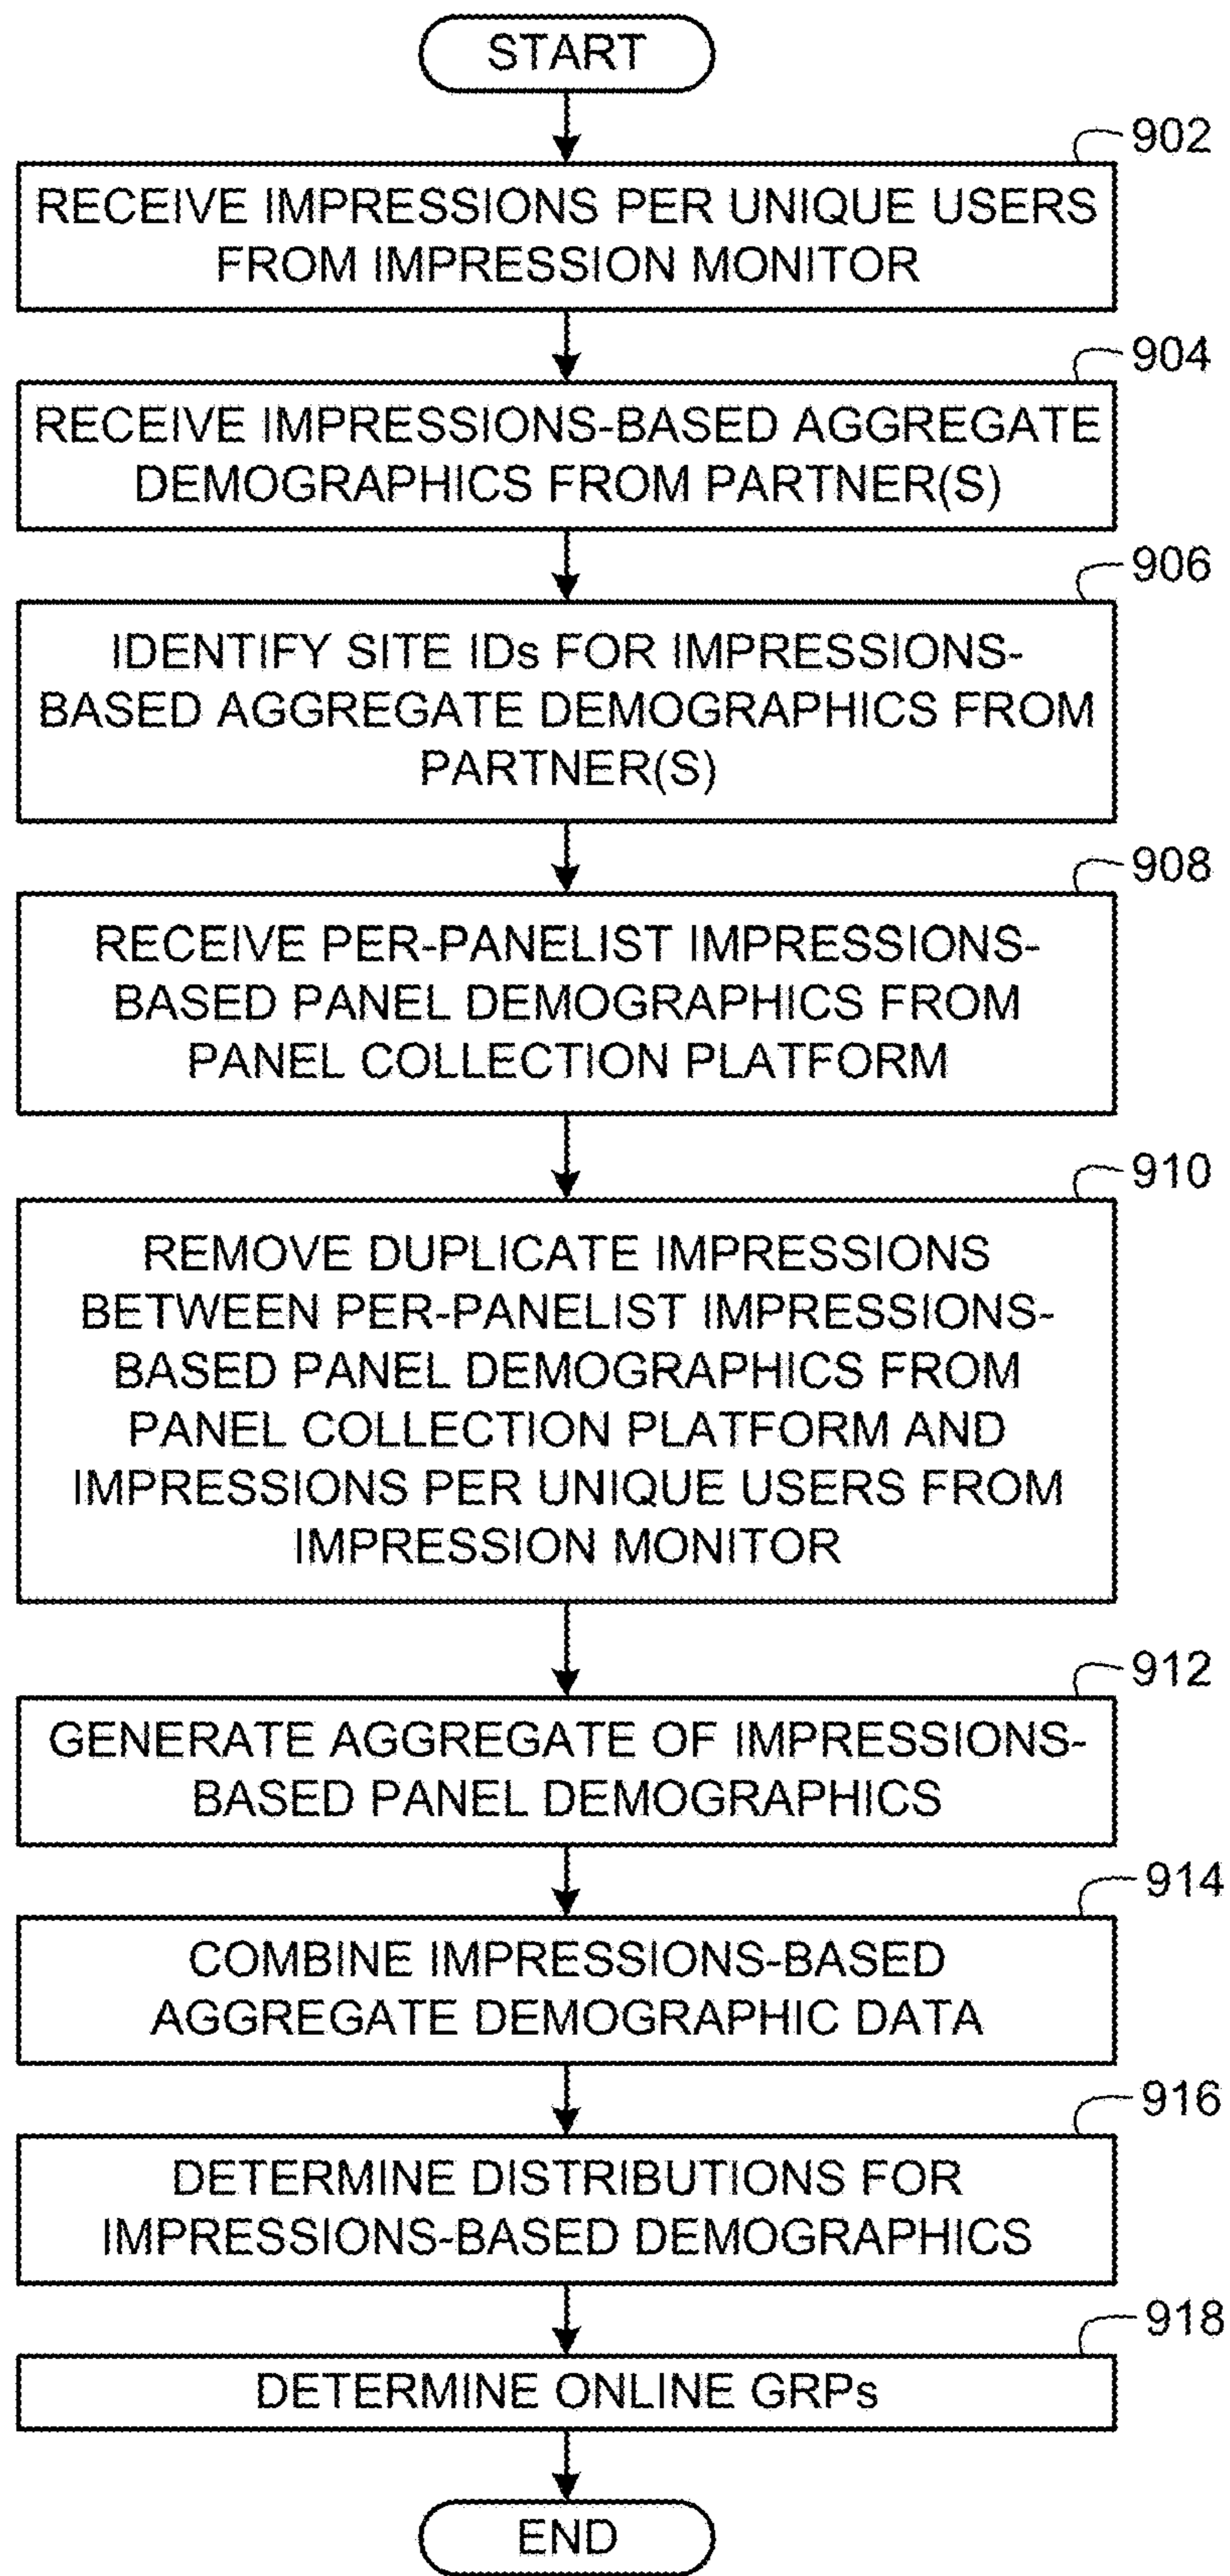 START
902
RECEIVE IMPRESSIONS PER UNIQUE USERS
FROM IMPRESSION MONITOR
904
RECEIVE IMPRESSIONS-BASED AGGREGATE
DEMOGRAPHICS FROM PARTNER(S)
906
IDENTIFY SITE IDs FOR IMPRESSIONS-
BASED AGGREGATE DEMOGRAPHICS FROM
PARTNER(S)
908
RECEIVE PER-PANELIST IMPRESSIONS-
BASED PANEL DEMOGRAPHICS FROM
PANEL COLLECTION PLATFORM
910
REMOVE DUPLICATE IMPRESSIONS
BETWEEN PER-PANELIST IMPRESSIONS-
BASED PANEL DEMOGRAPHICS FROM
PANEL COLLECTION PLATFORM AND
IMPRESSIONS PER UNIQUE USERS FROM
IMPRESSION MONITOR
912
GENERATE AGGREGATE OF IMPRESSIONS-
BASED PANEL DEMOGRAPHICS
914
COMBINE IMPRESSIONS-BASED
AGGREGATE DEMOGRAPHIC DATA
916
DETERMINE DISTRIBUTIONS FOR
IMPRESSIONS-BASED DEMOGRAPHICS
918
DETERMINE ONLINE GRPs
END